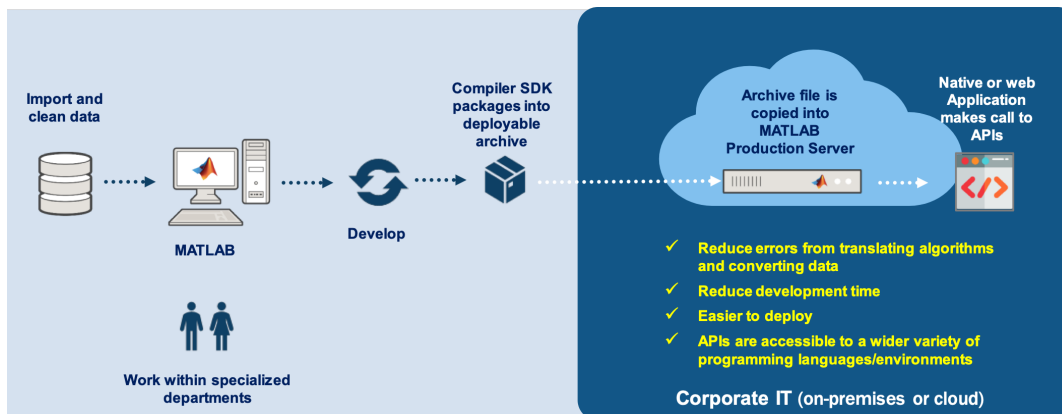 Import and
clean data
MATLAB
Develop
Compiler SDK
packages into
deployable
archive
Work within specialized
departments
Archive file is
copied into
MATLAB
Production Server
Native or web
Application
makes call to
APIs
</>
✓ Reduce errors from translating algorithms
and converting data
✓ Reduce development time
✓ Easier to deploy
✓ APIs are accessible to a wider variety of
programming languages/environments
Corporate IT (on-premises or cloud)